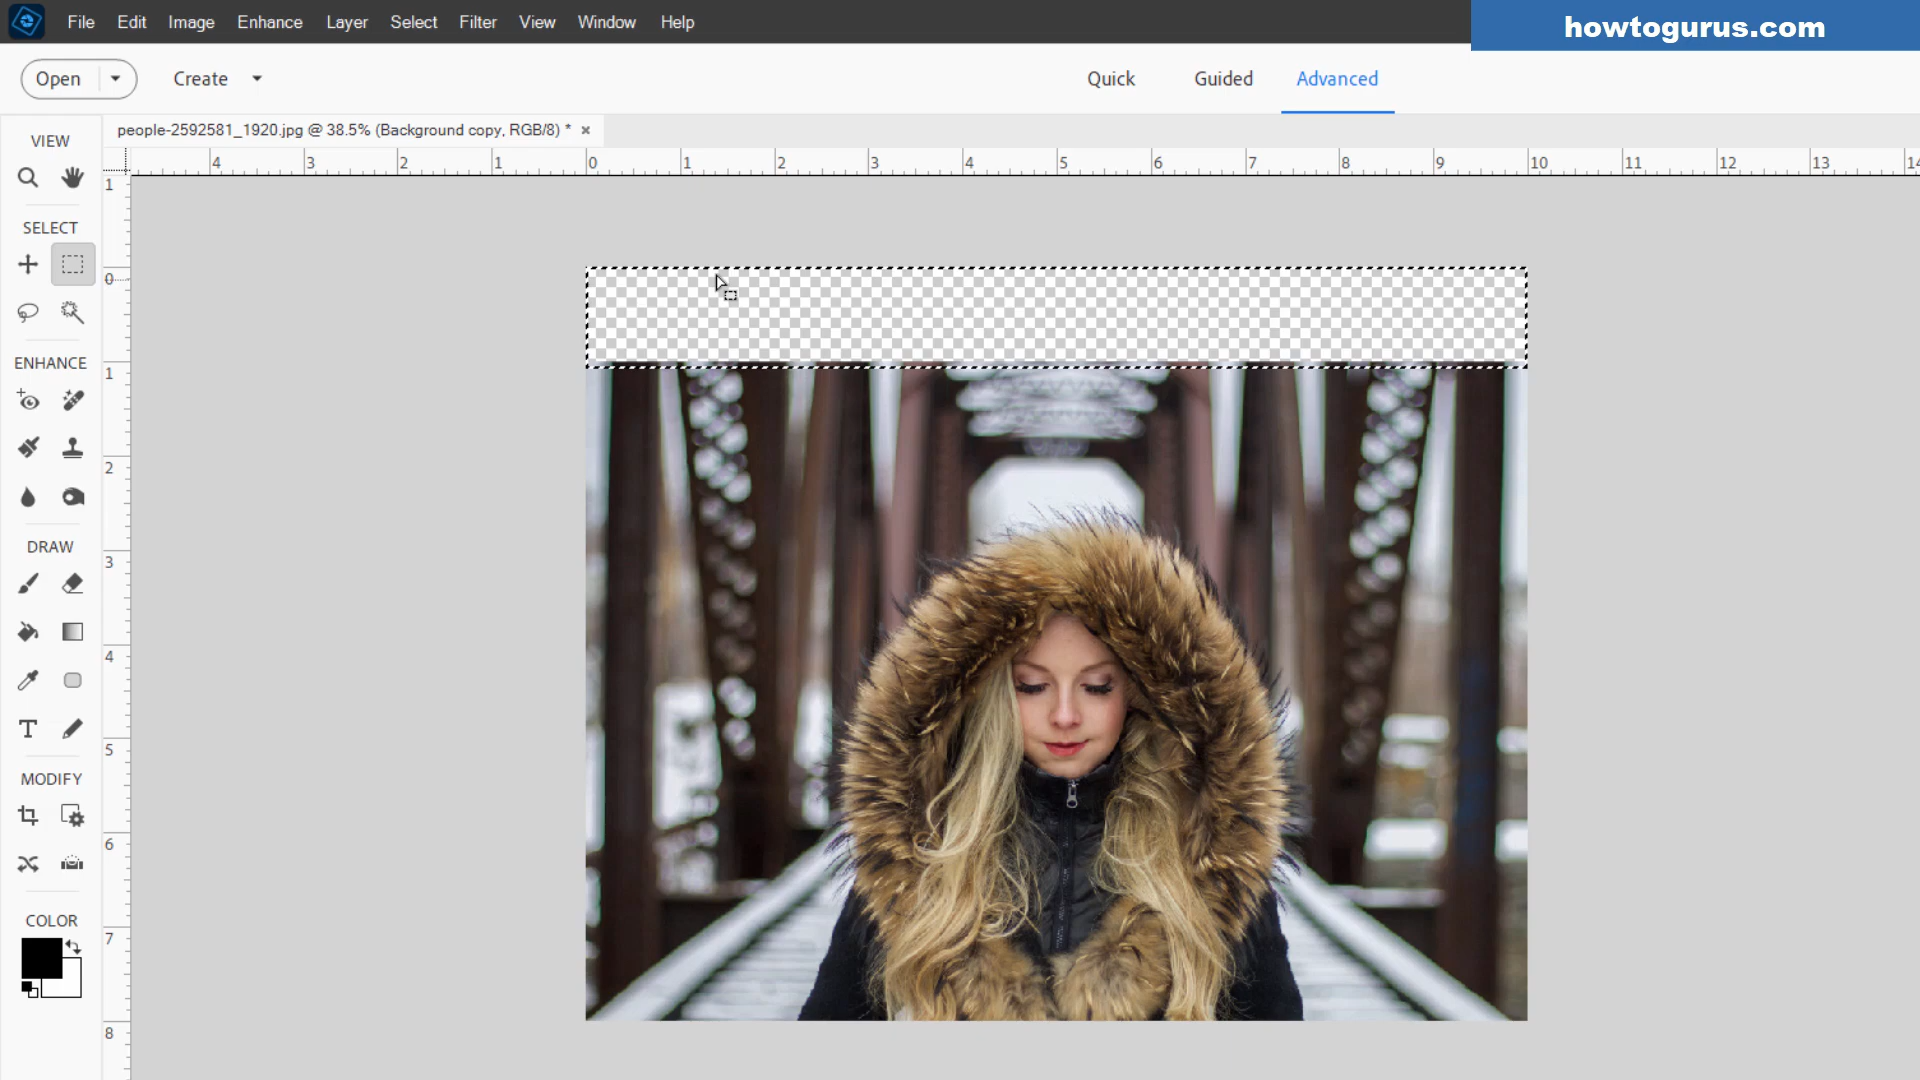 File Edit Image Enhance Layer Select Filter View Window Help
howtogurus.com
Open Create Quick Guided Advanced
people-2592581_1920.jpg @ 38.5% (Background copy, RGB/8) * ×
4 3 2 1 0 1 2 3 4 5 6 7 8 9 10 11 12 13 14
VIEW
SELECT
ENHANCE
DRAW
T
MODIFY
COLOR
1
0
1
2
3
4
5
6
7
8